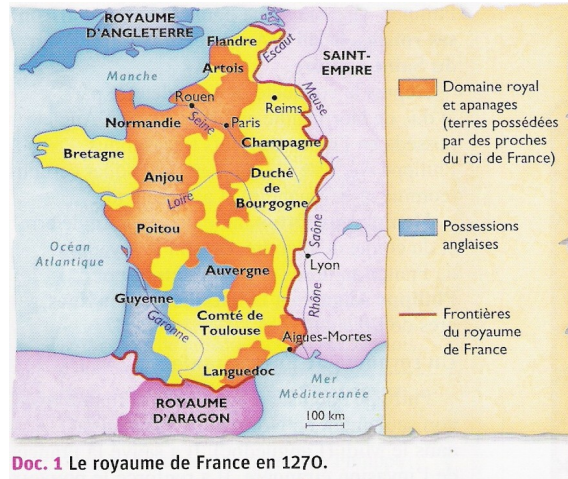 ROYAUME
D'ANGLETERRE
Flandre
Escaut
SAINT-
EMPIRE
Artois
Manche
Meuse
Rouen
Reims
Normandie
Seine
Paris
Champagne
Bretagne
Anjou
Duché
de
Bourgogne
Loire
Poitou
Saône
Océan
Atlantique
Auvergne
Lyon
Guyenne
Rhône
Garonne
Comté de
Toulouse
Aigues-Mortes
Languedoc
Mer
Méditerranée
ROYAUME
D'ARAGON
100 km
Domaine royal
et apanages
(terres possédées
par des proches
du roi de France)
Possessions
anglaises
Frontières
du royaume
de France
Doc. 1 Le royaume de France en 1270.